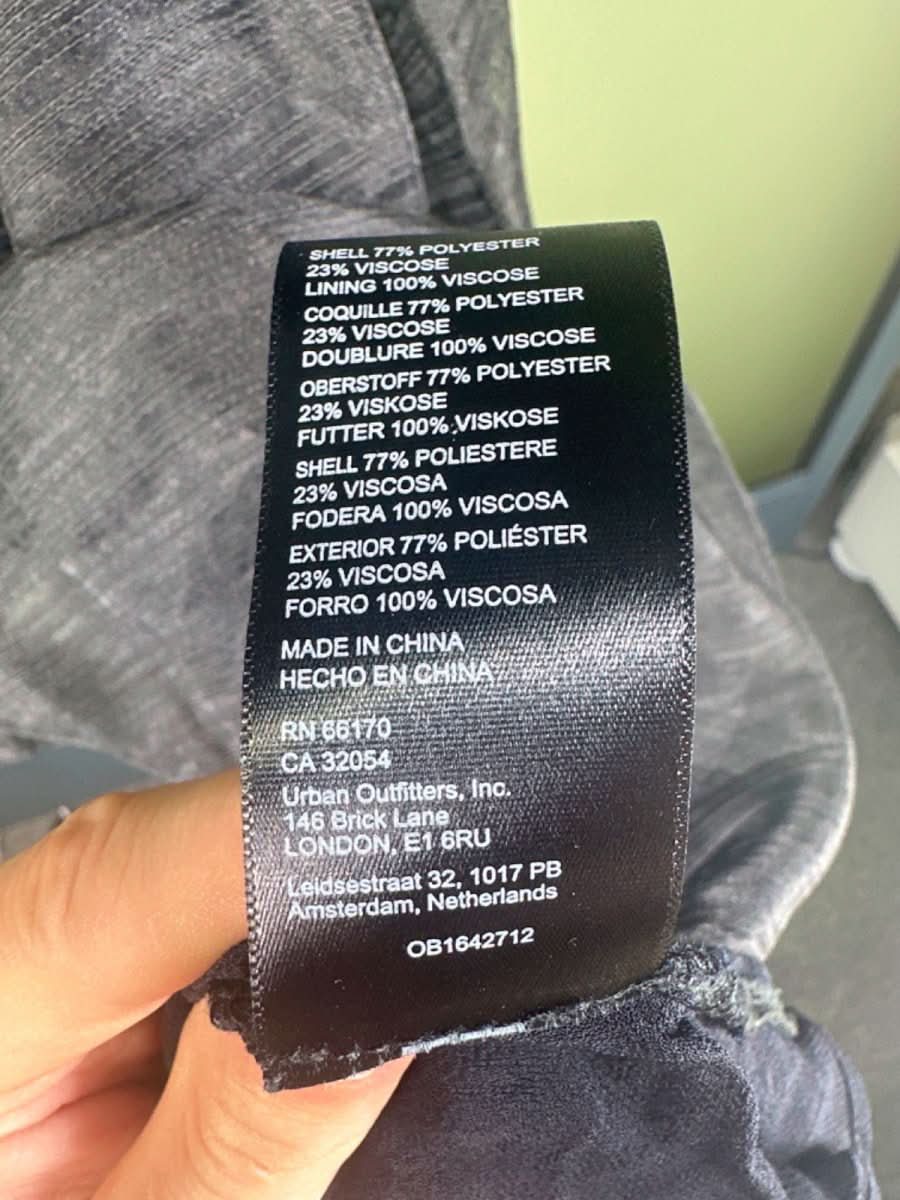 SHELL 77% POLYESTER
23% VISCOSE
LINING 100% VISCOSE
COQUILLE 77% POLYESTER
23% VISCOSE
DOUBLURE 100% VISCOSE
OBERSTOFF 77% POLYESTER
23% VISKOSE
FUTTER 100% VISKOSE
SHELL 77% POLIESTERE
23% VISCOSA
FODERA 100% VISCOSA
EXTERIOR 77% POLIÉSTER
23% VISCOSA
FORRO 100% VISCOSA
MADE IN CHINA
HECHO EN CHINA
RN 66170
CA 32054
Urban Outfitters, Inc.
146 Brick Lane
LONDON, E1 6RU
Leidsestraat 32, 1017 PB
Amsterdam, Netherlands
OB1642712